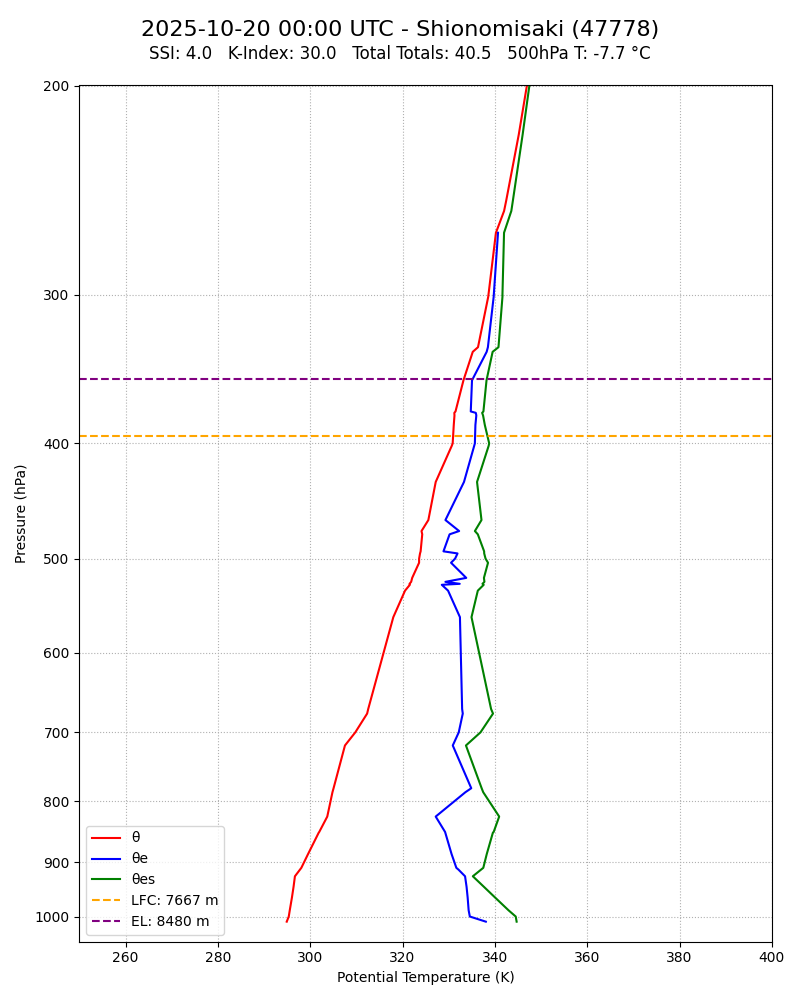 2025-10-20 00:00 UTC - Shionomisaki (47778)
SSI: 4.0   K-Index: 30.0   Total Totals: 40.5   500hPa T: -7.7 °C
Pressure (hPa)
200
300
400
500
600
700
800
900
1000
θ
θe
θes
LFC: 7667 m
EL: 8480 m
260 280 300 320 340 360 380 400
Potential Temperature (K)